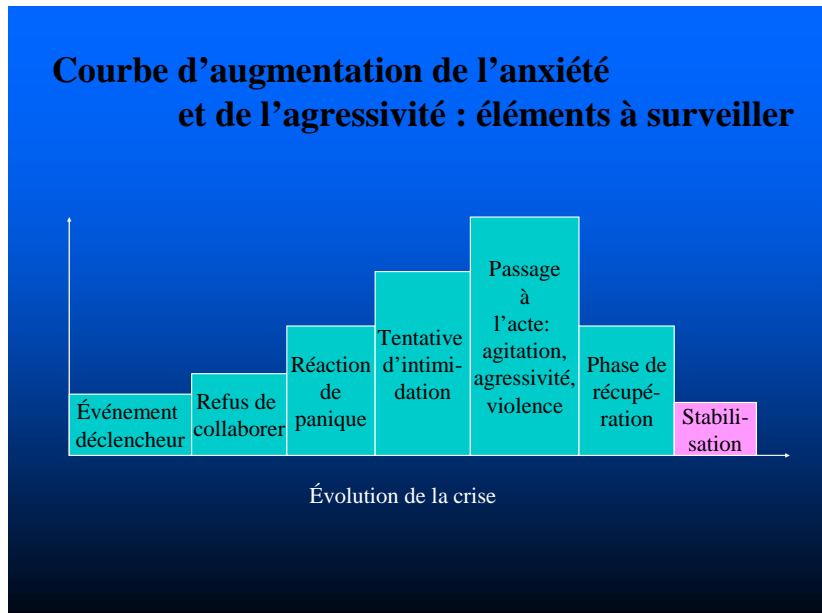 Courbe d'augmentation de l'anxiété
et de l'agressivité : éléments à surveiller
Événement
déclencheur
Refus de
collaborer
Réaction
de
panique
Tentative
d'intimi-
dation
Passage
à
l'acte:
agitation,
agressivité,
violence
Phase de
récupé-
ration
Stabili-
sation
Évolution de la crise